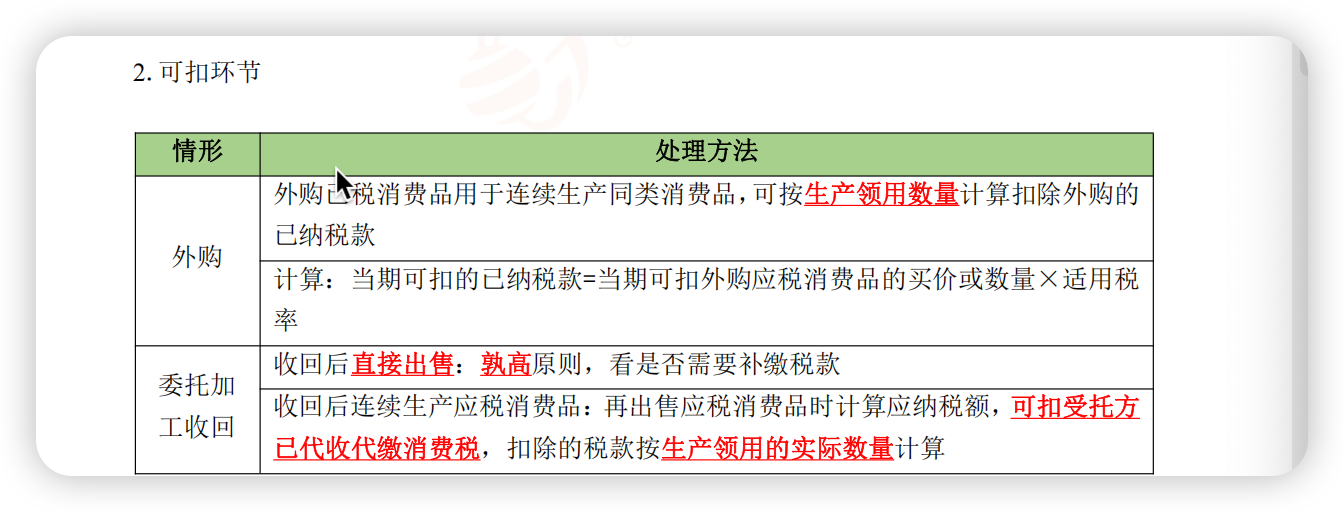 2. 可扣环节
情形
处理方法
外购
外购已税消费品用于连续生产同类消费品，可按生产领用数量计算扣除外购的
已纳税款
计算：当期可扣的已纳税款=当期可扣外购应税消费品的买价或数量×适用税
率
委托加
工收回
收回后直接出售：孰高原则，看是否需要补缴税款
收回后连续生产应税消费品：再出售应税消费品时计算应纳税额，可扣受托方
已代收代缴消费税，扣除的税款按生产领用的实际数量计算